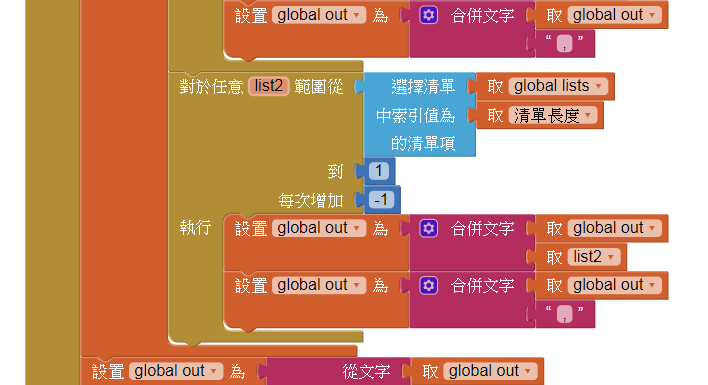 設置 global out 為 合併文字 取 global out
“ , ”
對於任意 list2 範圍從 選擇清單 取 global lists
中索引值為 取 清單長度
的清單項
到 1
每次增加 -1
執行 設置 global out 為 合併文字 取 global out
取 list2
設置 global out 為 合併文字 取 global out
“ , ”
設置 global out 為 從文字 取 global out